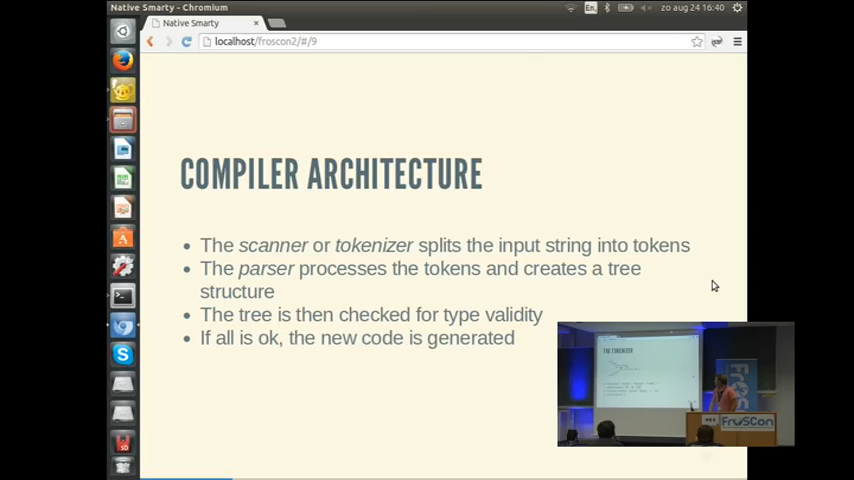 Native Smarty - Chromium
En
zo aug 24 16:40
Native Smarty
localhost/froscon2/#/9
COMPILER ARCHITECTURE
The scanner or tokenizer splits the input string into tokens
The parser processes the tokens and creates a tree
structure
The tree is then checked for type validity
If all is ok, the new code is generated
THE TOKENIZER
FrOSCon
FrOSCon